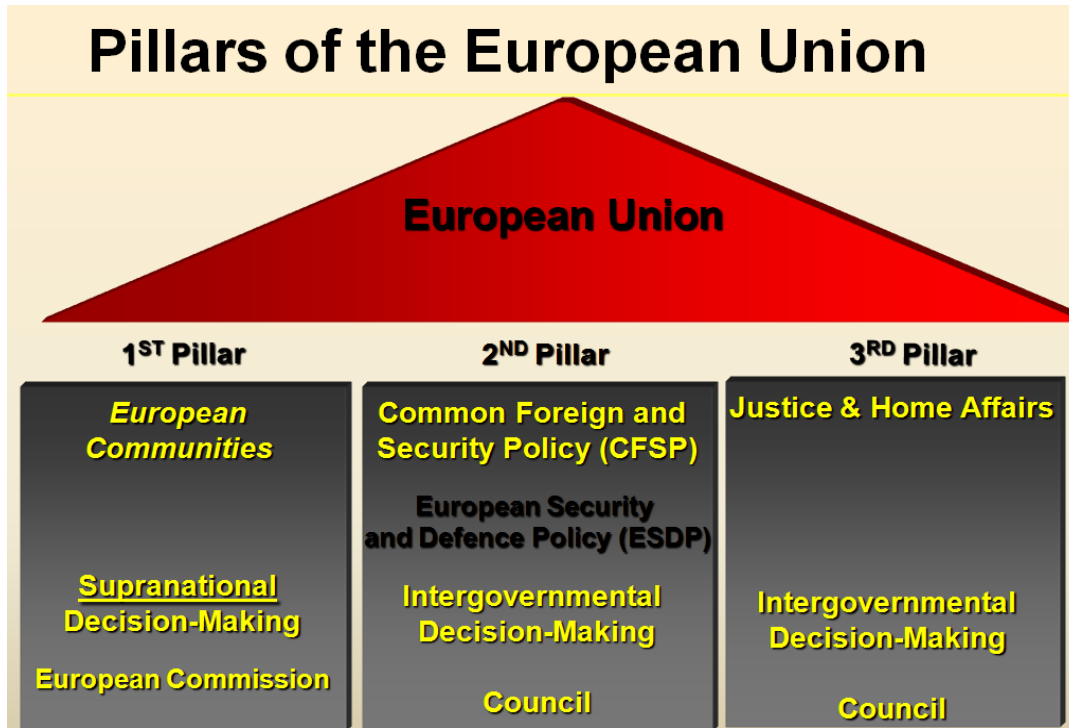 Pillars of the European Union
European Union
1ST Pillar
European
Communities
Supranational
Decision-Making
European Commission
2ND Pillar
Common Foreign and
Security Policy (CFSP)
European Security
and Defence Policy (ESDP)
Intergovernmental
Decision-Making
Council
3RD Pillar
Justice & Home Affairs
Intergovernmental
Decision-Making
Council